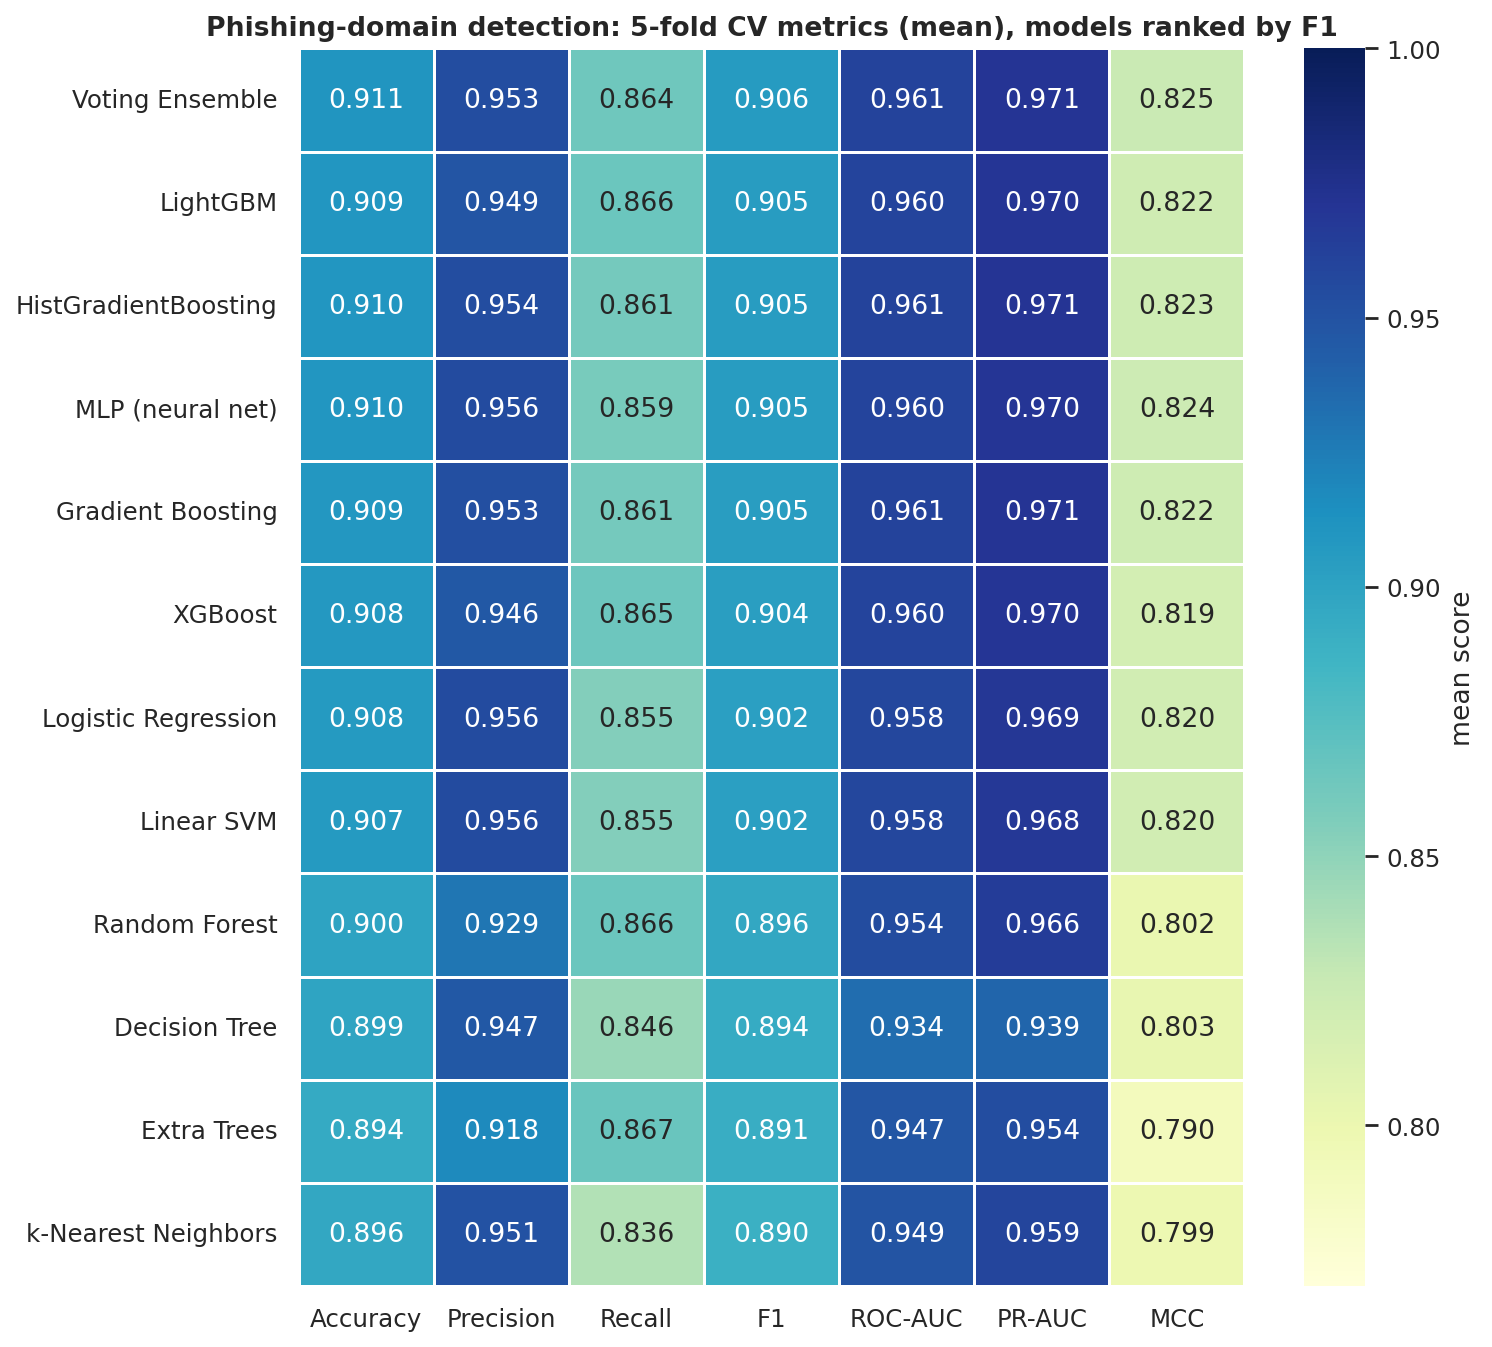 Phishing-domain detection: 5-fold CV metrics (mean), models ranked by F1
Voting Ensemble 0.911 0.953 0.864 0.906 0.961 0.971 0.825
LightGBM 0.909 0.949 0.866 0.905 0.960 0.970 0.822
HistGradientBoosting 0.910 0.954 0.861 0.905 0.961 0.971 0.823
MLP (neural net) 0.910 0.956 0.859 0.905 0.960 0.970 0.824
Gradient Boosting 0.909 0.953 0.861 0.905 0.961 0.971 0.822
XGBoost 0.908 0.946 0.865 0.904 0.960 0.970 0.819
Logistic Regression 0.908 0.956 0.855 0.902 0.958 0.969 0.820
Linear SVM 0.907 0.956 0.855 0.902 0.958 0.968 0.820
Random Forest 0.900 0.929 0.866 0.896 0.954 0.966 0.802
Decision Tree 0.899 0.947 0.846 0.894 0.934 0.939 0.803
Extra Trees 0.894 0.918 0.867 0.891 0.947 0.954 0.790
k-Nearest Neighbors 0.896 0.951 0.836 0.890 0.949 0.959 0.799
Accuracy Precision Recall F1 ROC-AUC PR-AUC MCC
1.00
0.95
0.90
0.85
0.80
mean score